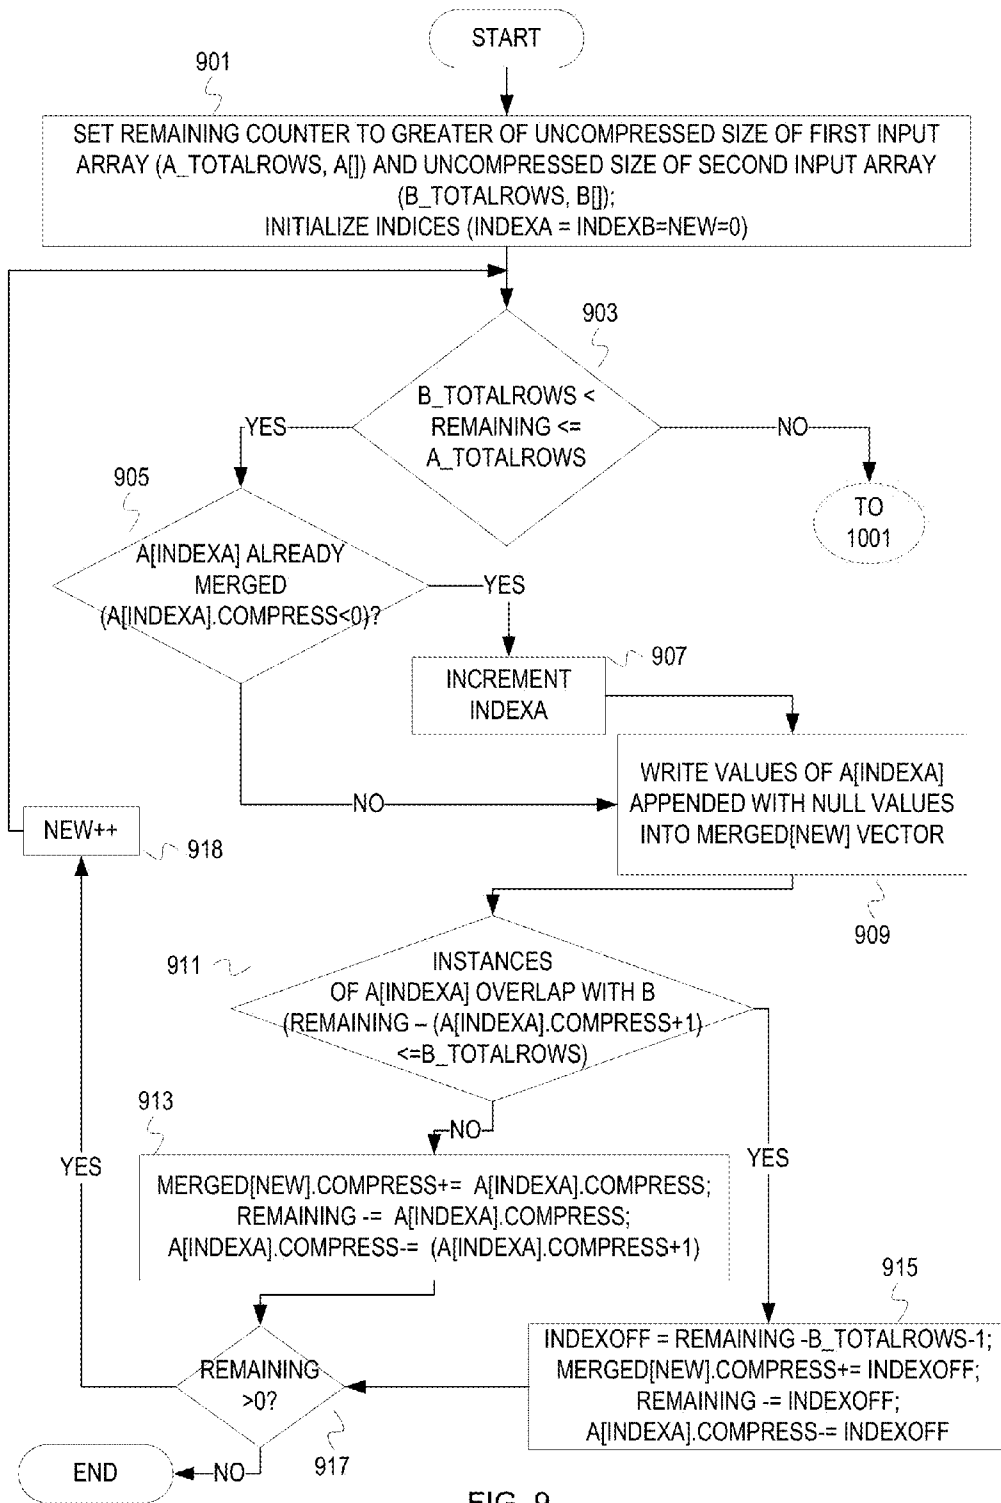 START
901
SET REMAINING COUNTER TO GREATER OF UNCOMPRESSED SIZE OF FIRST INPUT
ARRAY (A_TOTALROWS, A[]) AND UNCOMPRESSED SIZE OF SECOND INPUT ARRAY
(B_TOTALROWS, B[]);
INITIALIZE INDICES (INDEXA = INDEXB=NEW=0)
903
B_TOTALROWS <
REMAINING <=
A_TOTALROWS
YES
NO
TO
1001
905
A[INDEXA] ALREADY
MERGED
(A[INDEXA].COMPRESS<0)?
YES
907
INCREMENT
INDEXA
NO
WRITE VALUES OF A[INDEXA]
APPENDED WITH NULL VALUES
INTO MERGED[NEW] VECTOR
909
NEW++
918
911
INSTANCES
OF A[INDEXA] OVERLAP WITH B
(REMAINING – (A[INDEXA].COMPRESS+1)
<=B_TOTALROWS)
913
NO
YES
YES
MERGED[NEW].COMPRESS+= A[INDEXA].COMPRESS;
REMAINING -= A[INDEXA].COMPRESS;
A[INDEXA].COMPRESS-= (A[INDEXA].COMPRESS+1)
915
INDEXOFF = REMAINING -B_TOTALROWS-1;
MERGED[NEW].COMPRESS+= INDEXOFF;
REMAINING -= INDEXOFF;
A[INDEXA].COMPRESS-= INDEXOFF
REMAINING
>0?
917
NO
END
FIG. 9